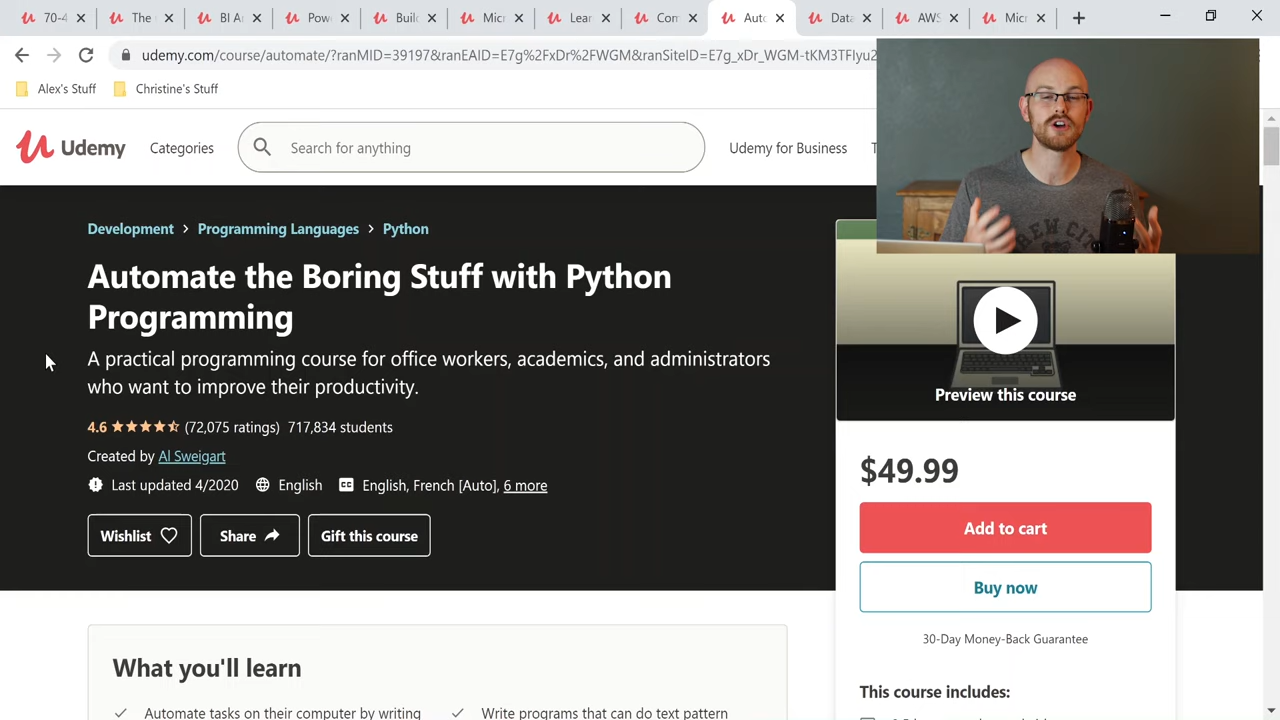 70-4
The
BI A
Pow
Build
Micr
Lear
Com
Auto
Data
AWS
Micr
udemy.com/course/automate/?ranMID=39197&ranEAID=E7g%2FxDr%2FWGM&ranSiteID=E7g_xDr_WGM-tKM3TFlyu2
Alex's Stuff
Christine's Stuff
Udemy
Categories
Search for anything
Udemy for Business
Development > Programming Languages > Python
Automate the Boring Stuff with Python
Programming
A practical programming course for office workers, academics, and administrators
who want to improve their productivity.
4.6 (72,075 ratings) 717,834 students
Created by Al Sweigart
Last updated 4/2020 English English, French [Auto], 6 more
Wishlist
Share
Gift this course
Preview this course
$49.99
Add to cart
Buy now
30-Day Money-Back Guarantee
This course includes:
What you'll learn
Automate tasks on their computer by writing
Write programs that can do text pattern